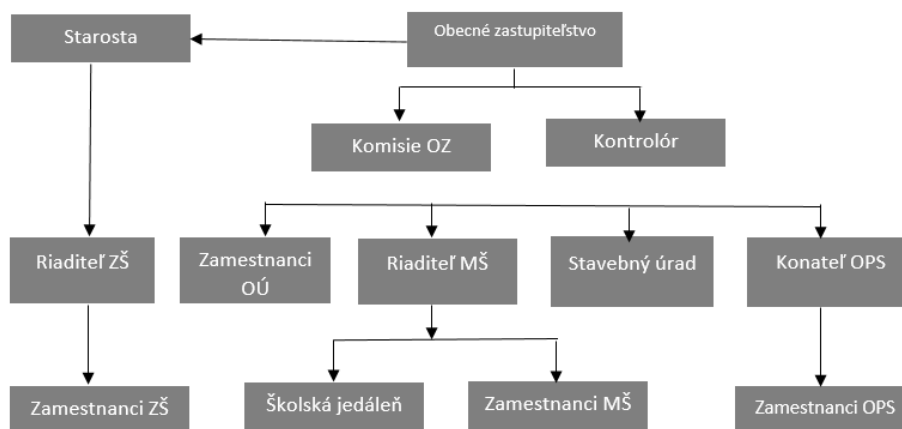 Starosta
Obecné zastupiteľstvo
Komisie OZ
Kontrolór
Riaditeľ ZŠ
Zamestnanci
OÚ
Riaditeľ MŠ
Stavebný úrad
Konateľ OPS
Zamestnanci ZŠ
Školská jedáleň
Zamestnanci MŠ
Zamestnanci OPS